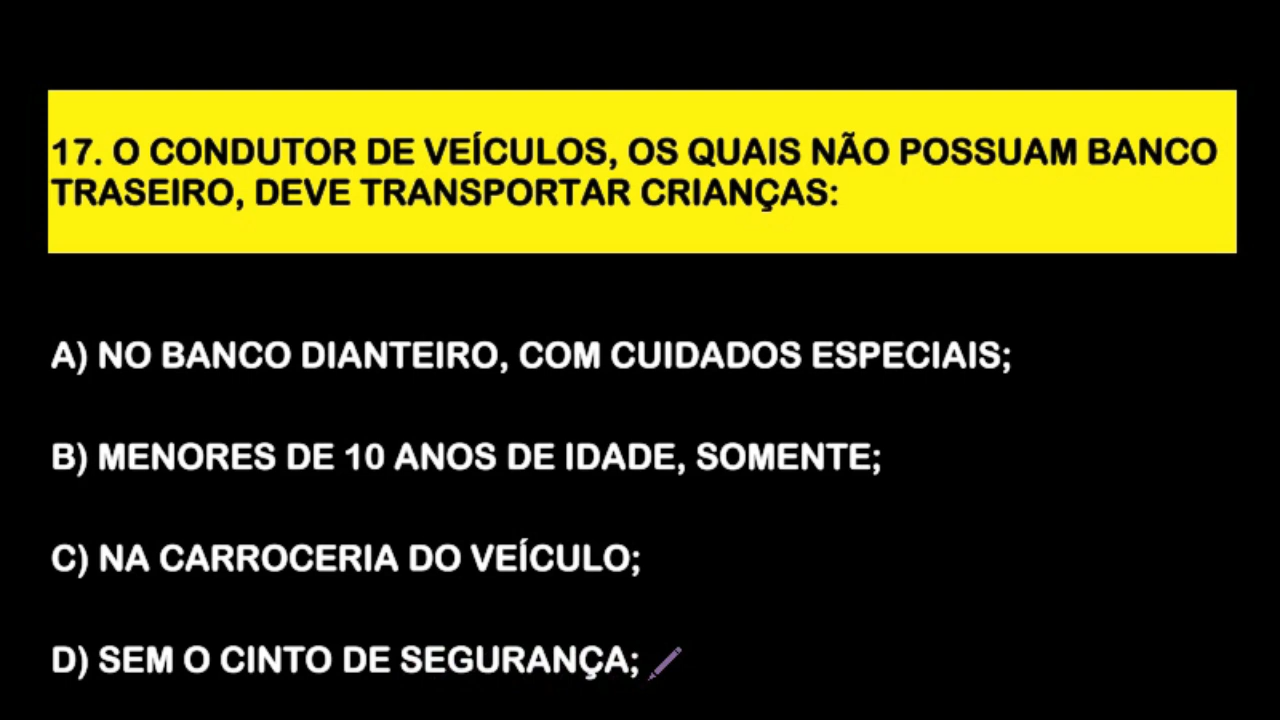 17. O CONDUTOR DE VEÍCULOS, OS QUAIS NÃO POSSUAM BANCO
TRASEIRO, DEVE TRANSPORTAR CRIANÇAS:
A) NO BANCO DIANTEIRO, COM CUIDADOS ESPECIAIS;
B) MENORES DE 10 ANOS DE IDADE, SOMENTE;
C) NA CARROCERIA DO VEÍCULO;
D) SEM O CINTO DE SEGURANÇA;